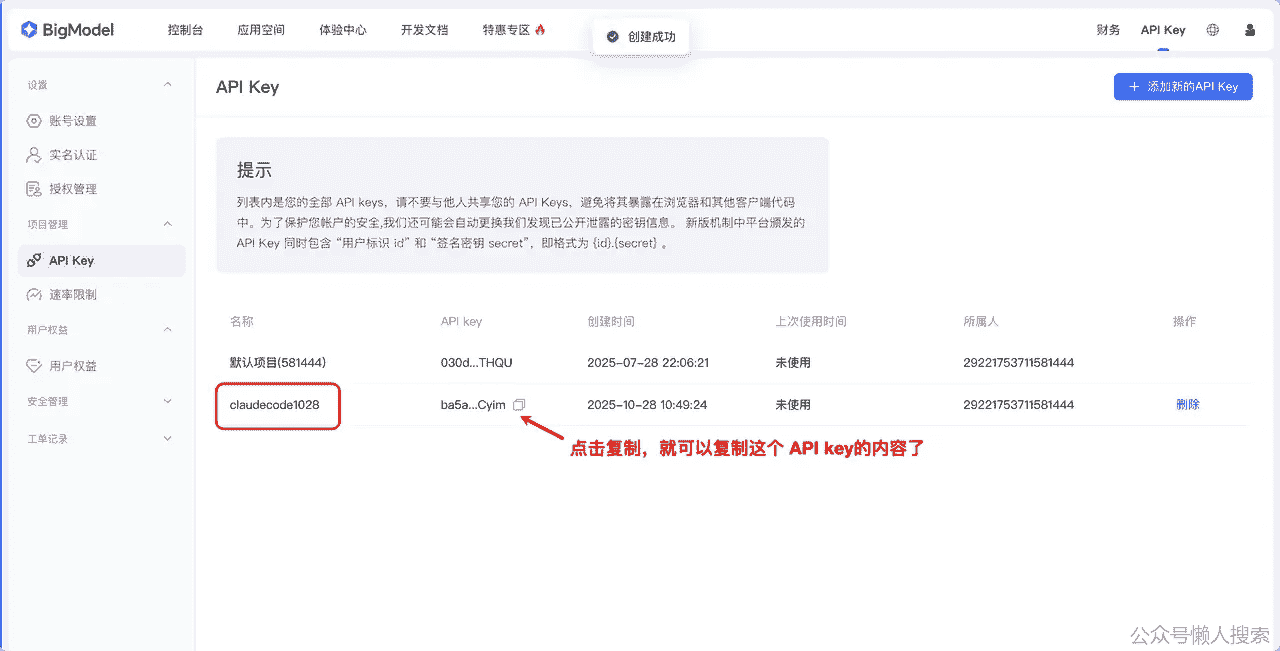 BigModel 控制台 应用空间 体验中心 开发文档 特惠专区 创建成功 财务 API Key
设置
账号设置
实名认证
授权管理
项目管理
API Key
速率限制
用户权益
用户权益
安全管理
工单记录
API Key
+ 添加新的API Key
提示
列表内是您的全部 API keys，请不要与他人共享您的 API Keys，避免将其暴露在浏览器和其他客户端代码
中。为了保护您帐户的安全,我们还可能会自动更换我们发现已公开泄露的密钥信息。 新版机制中平台颁发的
API Key 同时包含 “用户标识 id” 和 “签名密钥 secret”，即格式为 {id}.{secret} 。
名称 API key 创建时间 上次使用时间 所属人 操作
默认项目(581444) 030d...THQU 2025-07-28 22:06:21 未使用 29221753711581444
claudecode1028 ba5a...Cyim 2025-10-28 10:49:24 未使用 29221753711581444 删除
点击复制，就可以复制这个 API key的内容了
公众号懒人搜索